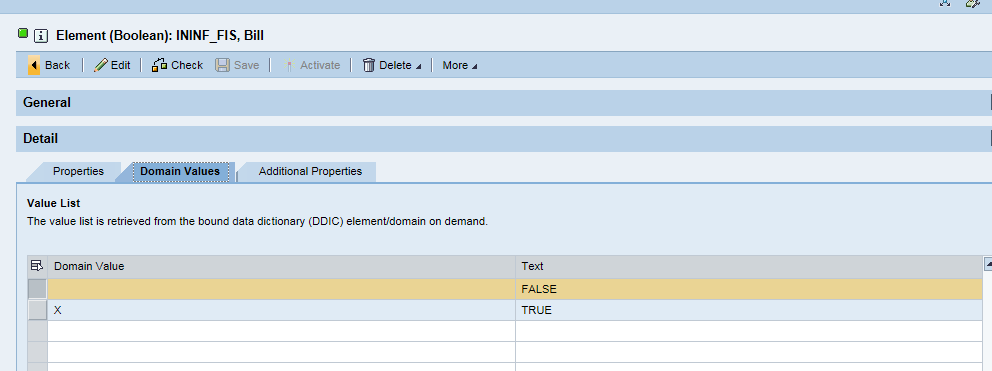 Element (Boolean): ININF_FIS, Bill
Back Edit Check Save Activate Delete More
General
Detail
Properties Domain Values Additional Properties
Value List
The value list is retrieved from the bound data dictionary (DDIC) element/domain on demand.
Domain Value Text
FALSE
X TRUE